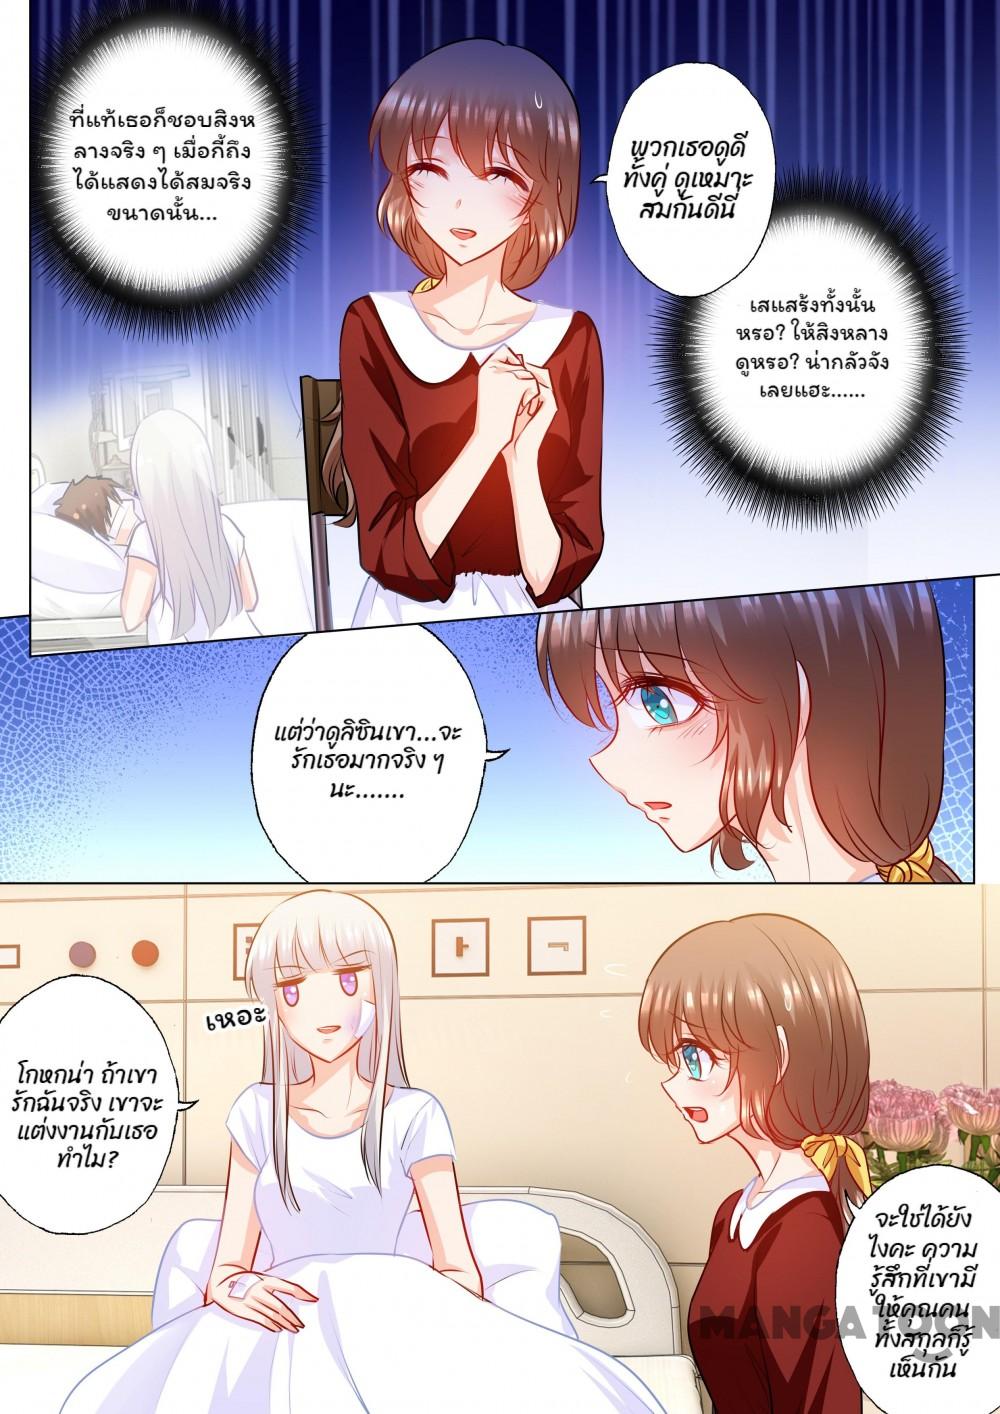 ที่แท้เธอก็ชอบสิงห
ลางจริง ๆ เมื่อกี้ถึง
ได้แสดงได้สมจริง
ขนาดนั้น...
พวกเธอดูดี
ทั้งคู่ ดูเหมาะ
สมกันดีนี่
เสแสร้งทั้งนั้น
หรอ? ให้สิงหลาง
ดูหรอ? น่ากลัวจัง
เลยแฮะ......
แต่ว่าดูลิซินเขา...จะ
รักเธอมากจริง ๆ
นะ.......
เหอะ
โกหกน่า ถ้าเขา
รักฉันจริง เขาจะ
แต่งงานกับเธอ
ทำไม?
จะใช่ได้ยัง
ไงคะ ความ
รู้สึกที่เขามี
ให้คุณคน
ทั้งสกุลก็รู้
เห็นกัน
MANGATOON